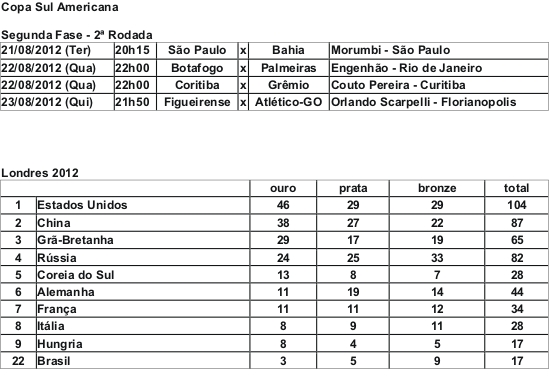 Copa Sul Americana
Segunda Fase - 2ª Rodada
21/08/2012 (Ter) 20h15 São Paulo x Bahia Morumbi - São Paulo
22/08/2012 (Qua) 22h00 Botafogo x Palmeiras Engenhão - Rio de Janeiro
22/08/2012 (Qua) 22h00 Coritiba x Grêmio Couto Pereira - Curitiba
23/08/2012 (Qui) 21h50 Figueirense x Atlético-GO Orlando Scarpelli - Florianopolis
Londres 2012
ouro prata bronze total
1 Estados Unidos 46 29 29 104
2 China 38 27 22 87
3 Grã-Bretanha 29 17 19 65
4 Rússia 24 25 33 82
5 Coreia do Sul 13 8 7 28
6 Alemanha 11 19 14 44
7 França 11 11 12 34
8 Itália 8 9 11 28
9 Hungria 8 4 5 17
22 Brasil 3 5 9 17